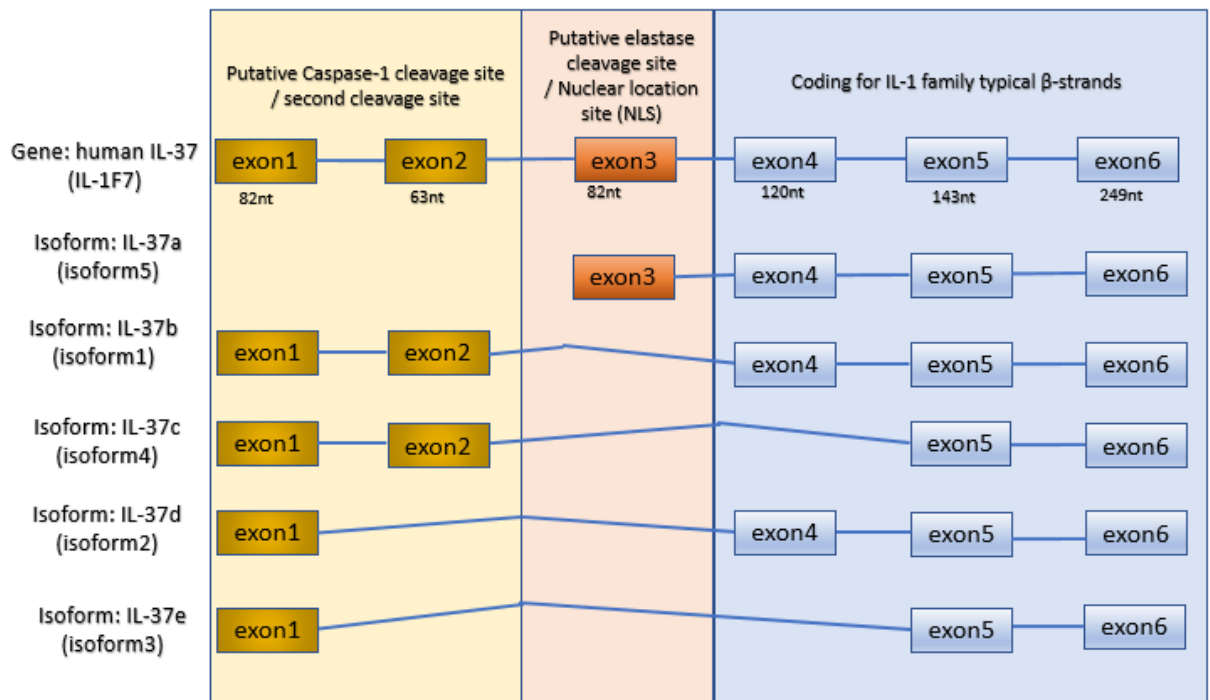 Putative Caspase-1 cleavage site
/ second cleavage site
Putative elastase
cleavage site
/ Nuclear location
site (NLS)
Coding for IL-1 family typical β-strands
Gene: human IL-37
(IL-1F7)
exon1
exon2
exon3
exon4
exon5
exon6
82nt
63nt
82nt
120nt
143nt
249nt
Isoform: IL-37a
(isoform5)
exon3
exon4
exon5
exon6
Isoform: IL-37b
(isoform1)
exon1
exon2
exon4
exon5
exon6
Isoform: IL-37c
(isoform4)
exon1
exon2
exon5
exon6
Isoform: IL-37d
(isoform2)
exon1
exon4
exon5
exon6
Isoform: IL-37e
(isoform3)
exon1
exon5
exon6